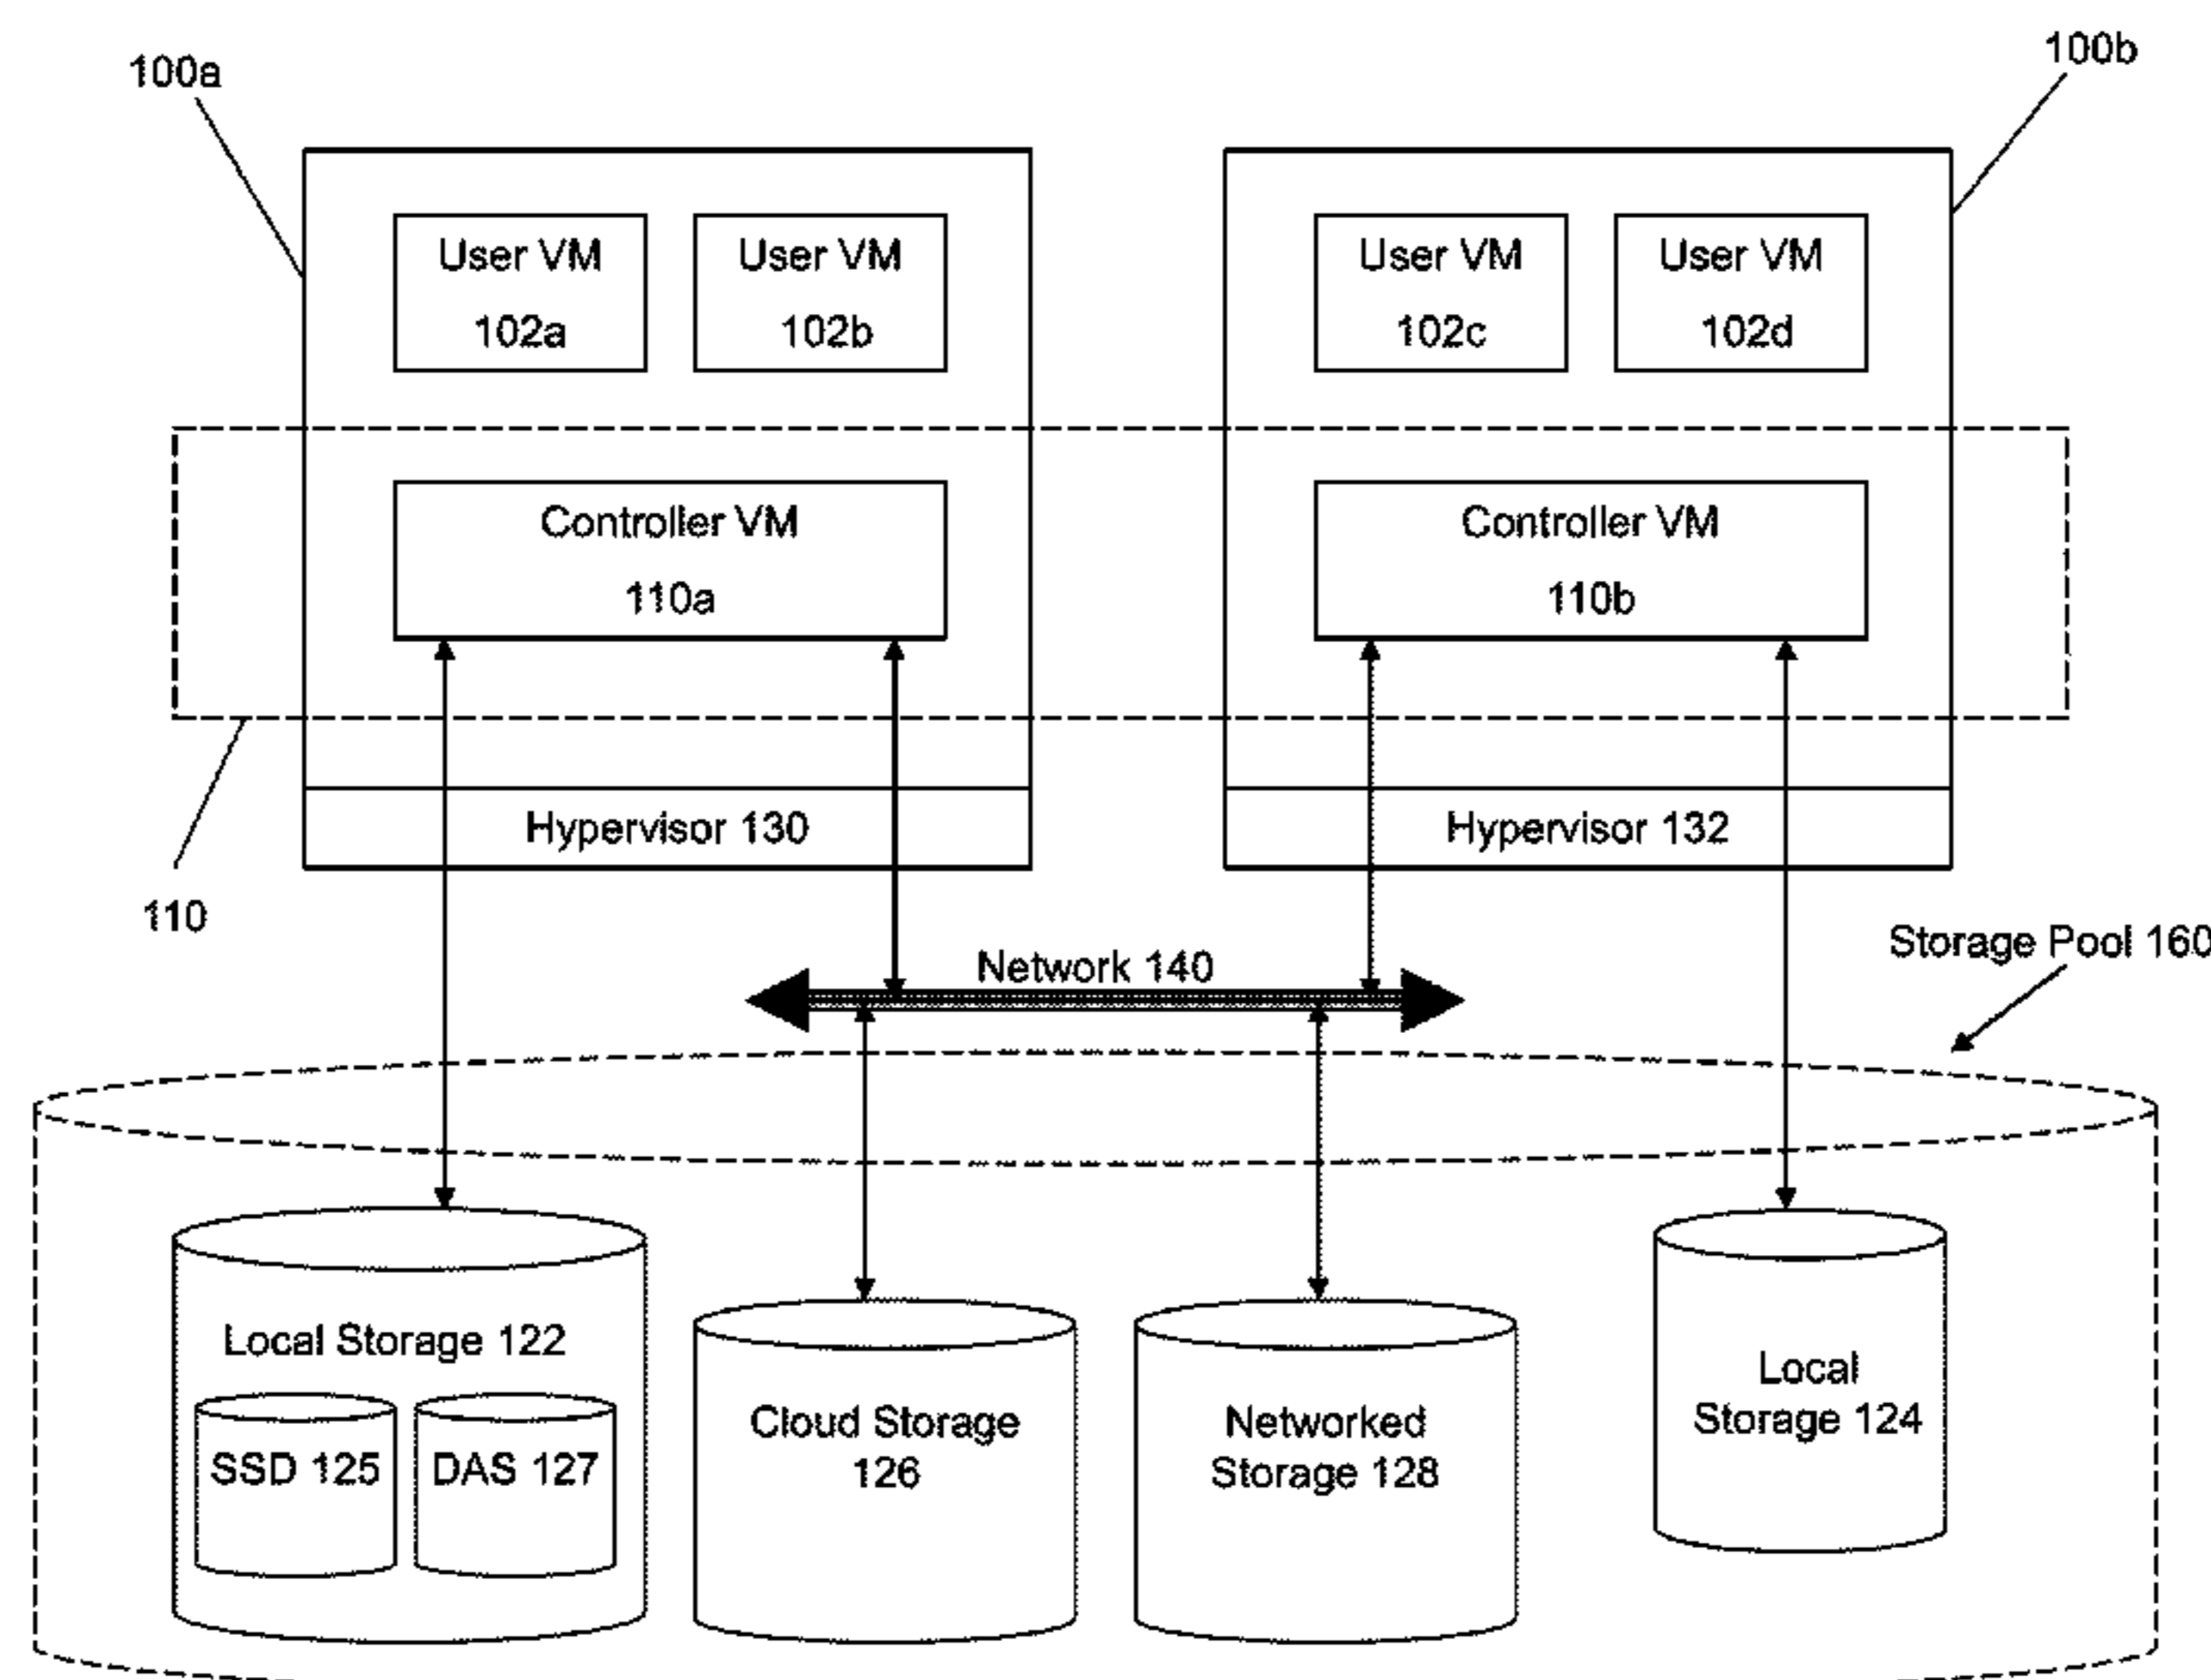 100a
100b
User VM
102a
User VM
102b
User VM
102c
User VM
102d
Controller VM
110a
Controller VM
110b
Hypervisor 130
Hypervisor 132
110
Storage Pool 160
Network 140
Local Storage 122
SSD 125
DAS 127
Cloud Storage
126
Networked
Storage 128
Local
Storage 124